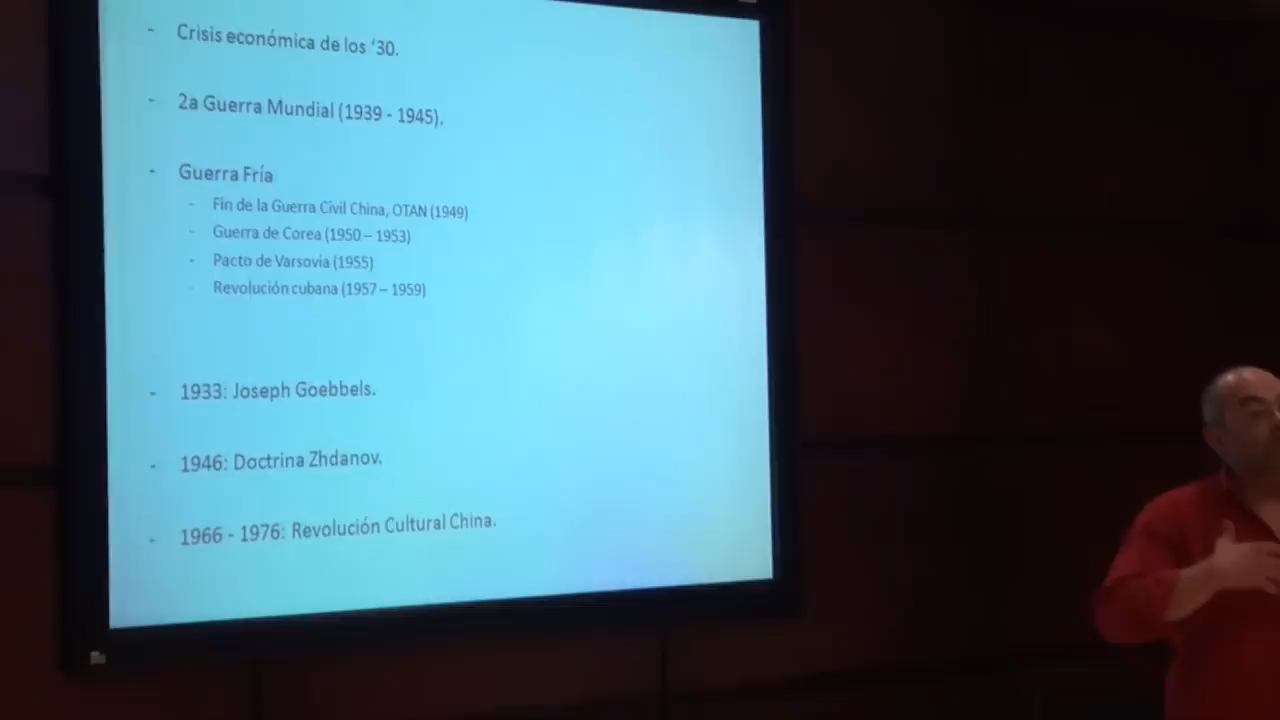 - Crisis económica de los ‘30.
- 2a Guerra Mundial (1939 - 1945).
- Guerra Fría
- Fin de la Guerra Civil China, OTAN (1949)
- Guerra de Corea (1950 – 1953)
- Pacto de Varsovia (1955)
- Revolución cubana (1957 – 1959)
- 1933: Joseph Goebbels.
- 1946: Doctrina Zhdanov.
- 1966 - 1976: Revolución Cultural China.